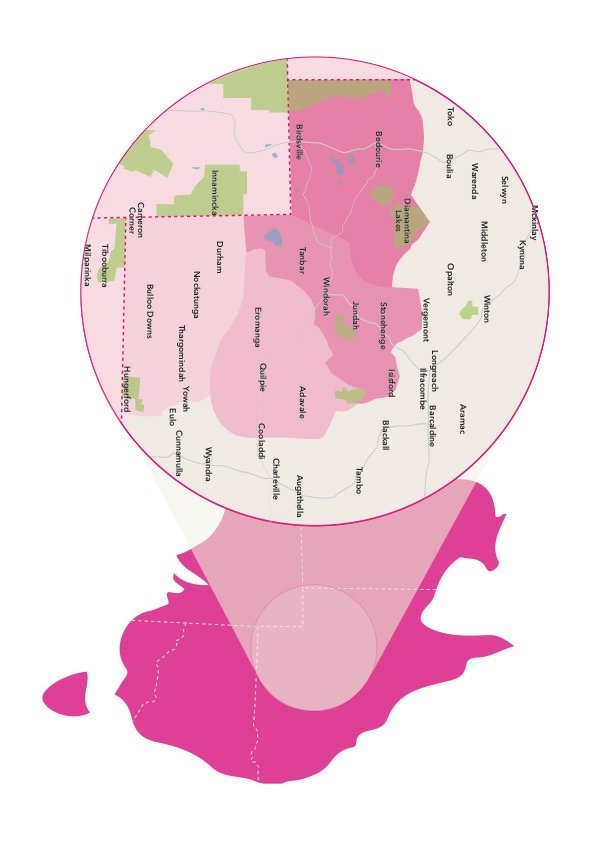 Toko
Boulia
Warenda
Selwyn
Mckinlay
Kynuna
Middleton
Bedourie
Birdsville
Diamantina
Lakes
Opalton
Winton
Vergemont
Innamincka
Cameron
Corner
Tibooburra
Milparinka
Durham
Tanbar
Windorah
Jundah
Stonehenge
Nockatunga
Bulloo Downs
Eromanga
Thargomindah
Longreach
Ilfracombe
Isisford
Quilpie
Adavale
Yowah
Hungerford
Eulo
Cunnamulla
Wyandra
Cooladdi
Charleville
Augathella
Tambo
Blackall
Barcaldine
Aramac